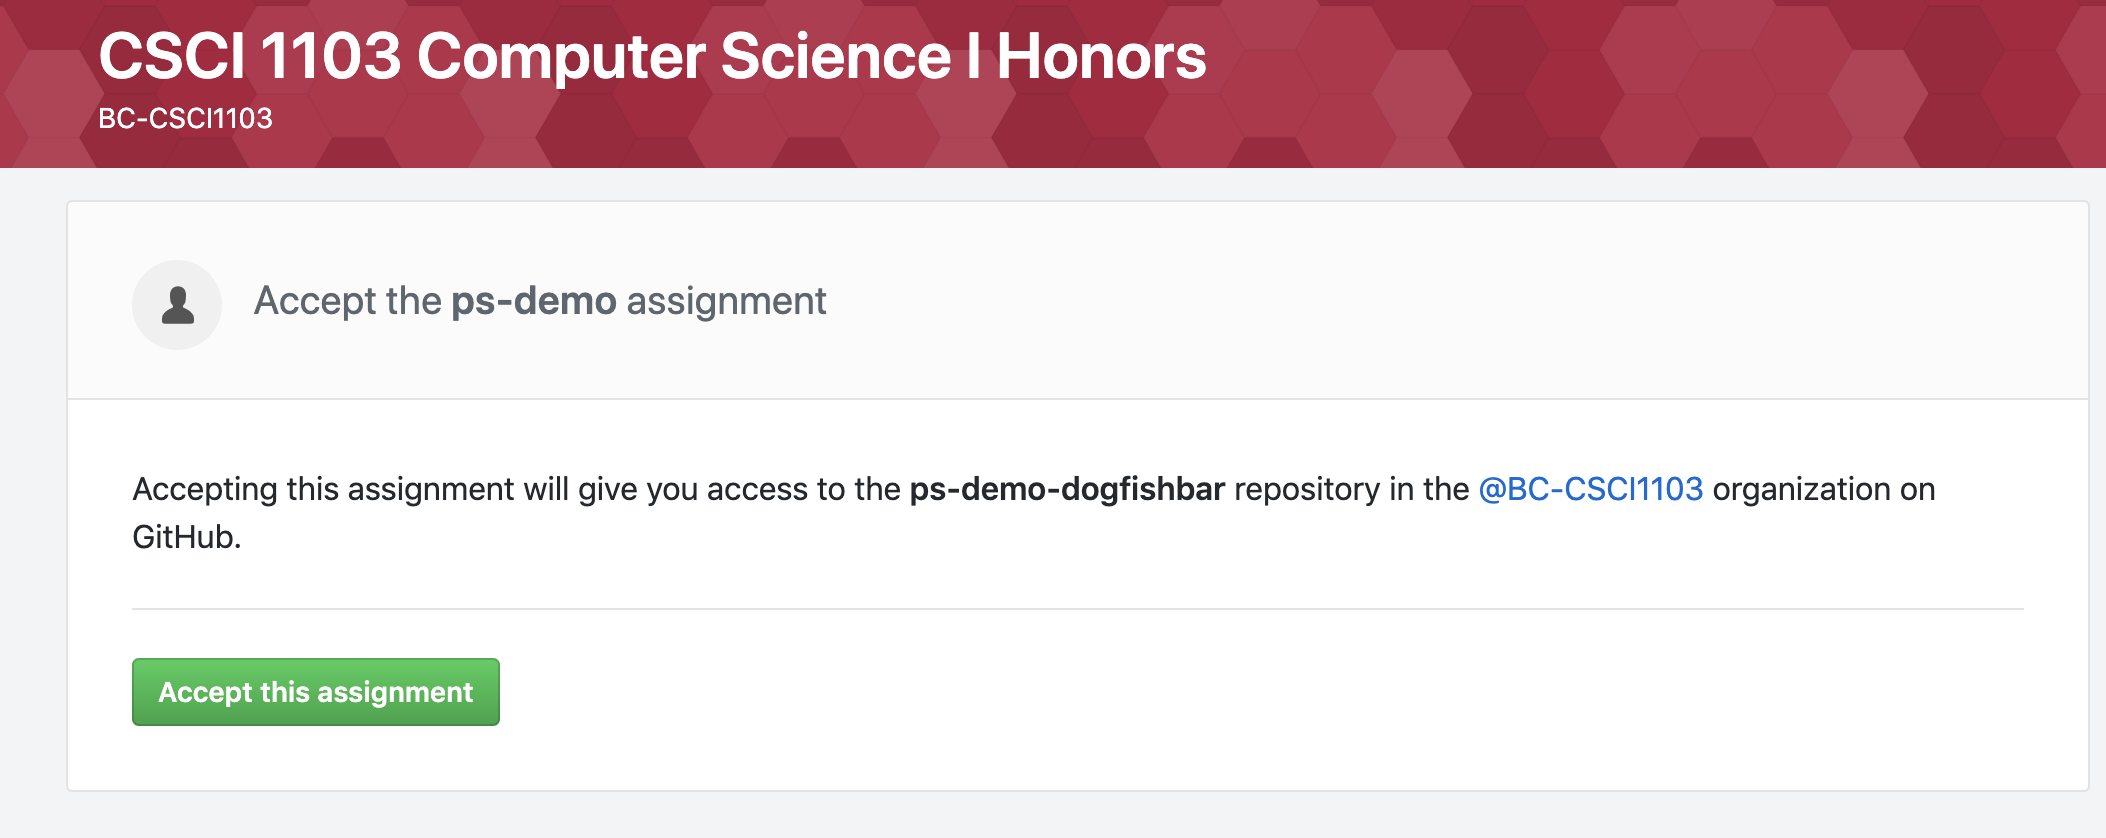 CSCI 1103 Computer Science I Honors
BC-CSCI1103
Accept the ps-demo assignment
Accepting this assignment will give you access to the ps-demo-dogfishbar repository in the @BC-CSCI1103 organization on
GitHub.
Accept this assignment